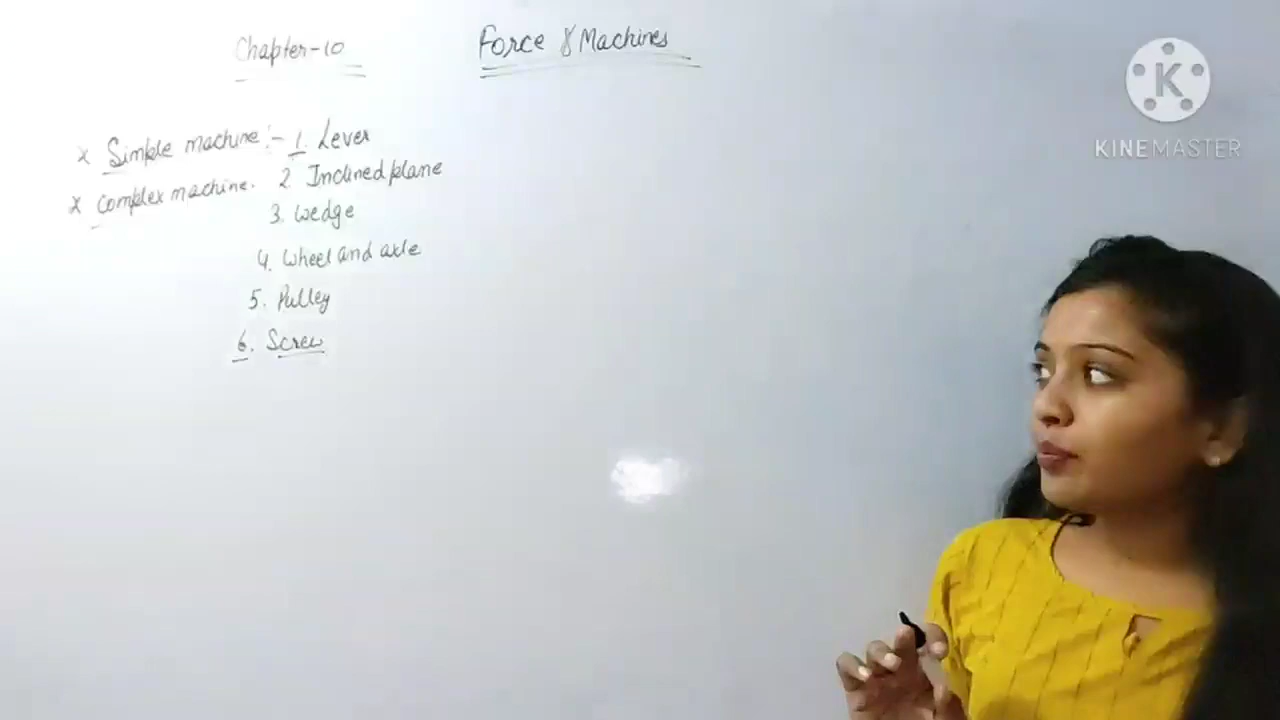 Chapter-10
Force & Machines
x Simple machine:- 1. Lever
x Complex machine. 2. Inclined plane
3. Wedge
4. Wheel and axle
5. Pulley
6. Screw
K
KINEMASTER